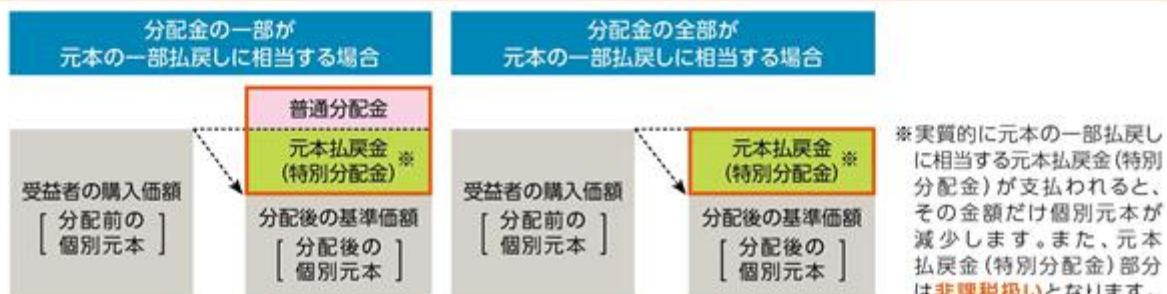 分配金の一部が
元本の一部払戻しに相当する場合
普通分配金
元本払戻金
(特別分配金)
※
受益者の購入価額
[ 分配前の
個別元本 ]
分配後の基準価額
[ 分配後の
個別元本 ]
分配金の全部が
元本の一部払戻しに相当する場合
元本払戻金
(特別分配金)
※
受益者の購入価額
[ 分配前の
個別元本 ]
分配後の基準価額
[ 分配後の
個別元本 ]
※実質的に元本の一部払戻し
に相当する元本払戻金(特別
分配金)が支払われると、
その金額だけ個別元本が
減少します。また、元本
払戻金(特別分配金)部分
は非課税扱いとなります。